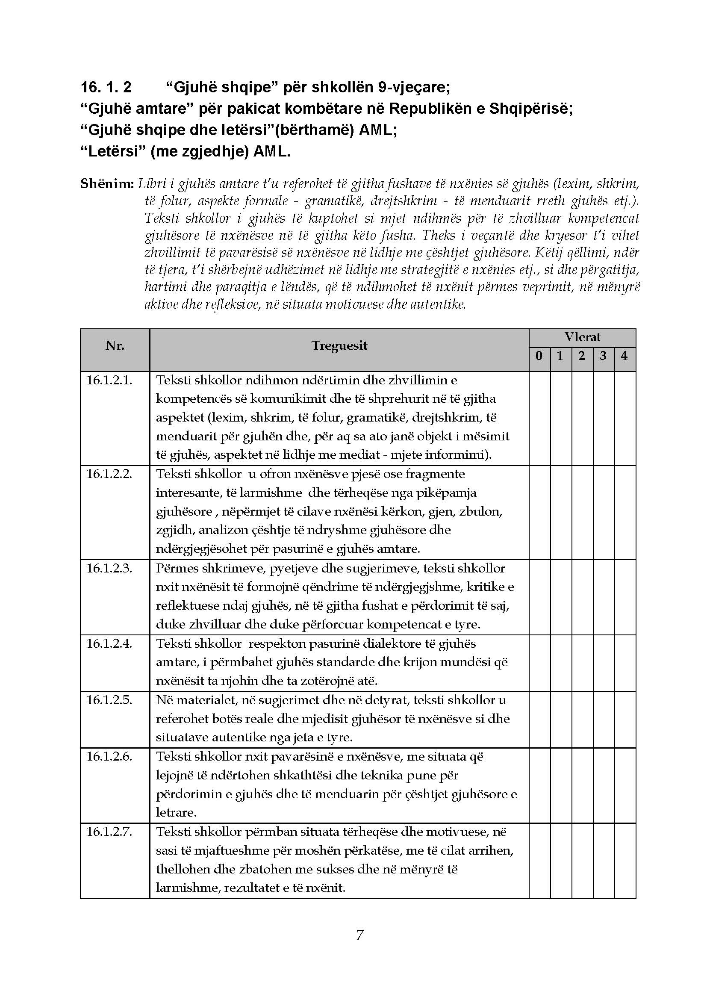 16. 1. 2 “Gjuhë shqipe” për shkollën 9-vjeçare;
“Gjuhë amtare” për pakicat kombëtare në Republikën e Shqipërisë;
“Gjuhë shqipe dhe letërsi”(bërthamë) AML;
“Letërsi” (me zgjedhje) AML.
Shënim: Libri i gjuhës amtare t’u referohet të gjitha fushave të nxënies së gjuhës (lexim, shkrim,
të folur, aspekte formale - gramatikë, drejtshkrim - të menduarit rreth gjuhës etj.).
Teksti shkollor i gjuhës të kuptohet si mjet ndihmës për të zhvilluar kompetencat
gjuhësore të nxënësve në të gjitha këto fusha. Theks i veçantë dhe kryesor t’i vihet
zhvillimit të pavarësisë së nxënësve në lidhje me çështjet gjuhësore. Këtij qëllimi, ndër
të tjera, t’i shërbejnë udhëzimet në lidhje me strategjitë e nxënies etj., si dhe përgatitja,
hartimi dhe paraqitja e lëndës, që të ndihmohet të nxënit përmes veprimit, në mënyrë
aktive dhe refleksive, në situata motivuese dhe autentike.
Nr. Treguesit Vlerat
0 1 2 3 4
16.1.2.1. Teksti shkollor ndihmon ndërtimin dhe zhvillimin e
kompetencës së komunikimit dhe të shprehurit në të gjitha
aspektet (lexim, shkrim, të folur, gramatikë, drejtshkrim, të
menduarit për gjuhën dhe, për aq sa ato janë objekt i mësimit
të gjuhës, aspektet në lidhje me mediat - mjete informimi).
16.1.2.2. Teksti shkollor u ofron nxënësve pjesë ose fragmente
interesante, të larmishme dhe tërheqëse nga pikëpamja
gjuhësore , nëpërmjet të cilave nxënësi kërkon, gjen, zbulon,
zgjidh, analizon çështje të ndryshme gjuhësore dhe
ndërgjegjësohet për pasurinë e gjuhës amtare.
16.1.2.3. Përmes shkrimeve, pyetjeve dhe sugjerimeve, teksti shkollor
nxit nxënësit të formojnë qëndrime të ndërgjegjshme, kritike e
reflektuese ndaj gjuhës, në të gjitha fushat e përdorimit të saj,
duke zhvilluar dhe duke përforcuar kompetencat e tyre.
16.1.2.4. Teksti shkollor respekton pasurinë dialektore të gjuhës
amtare, i përmbahet gjuhës standarde dhe krijon mundësi që
nxënësit ta njohin dhe ta zotërojnë atë.
16.1.2.5. Në materialet, në sugjerimet dhe në detyrat, teksti shkollor u
referohet botës reale dhe mjedisit gjuhësor të nxënësve si dhe
situatave autentike nga jeta e tyre.
16.1.2.6. Teksti shkollor nxit pavarësinë e nxënësve, me situata që
lejojnë të ndërtohen shkathtësi dhe teknika pune për
përdorimin e gjuhës dhe të menduarin për çështjet gjuhësore e
letrare.
16.1.2.7. Teksti shkollor përmban situata tërheqëse dhe motivuese, në
sasi të mjaftueshme për moshën përkatëse, me të cilat arrihen,
thellohen dhe zbatohen me sukses dhe në mënyrë të
larmishme, rezultatet e të nxënit.
7